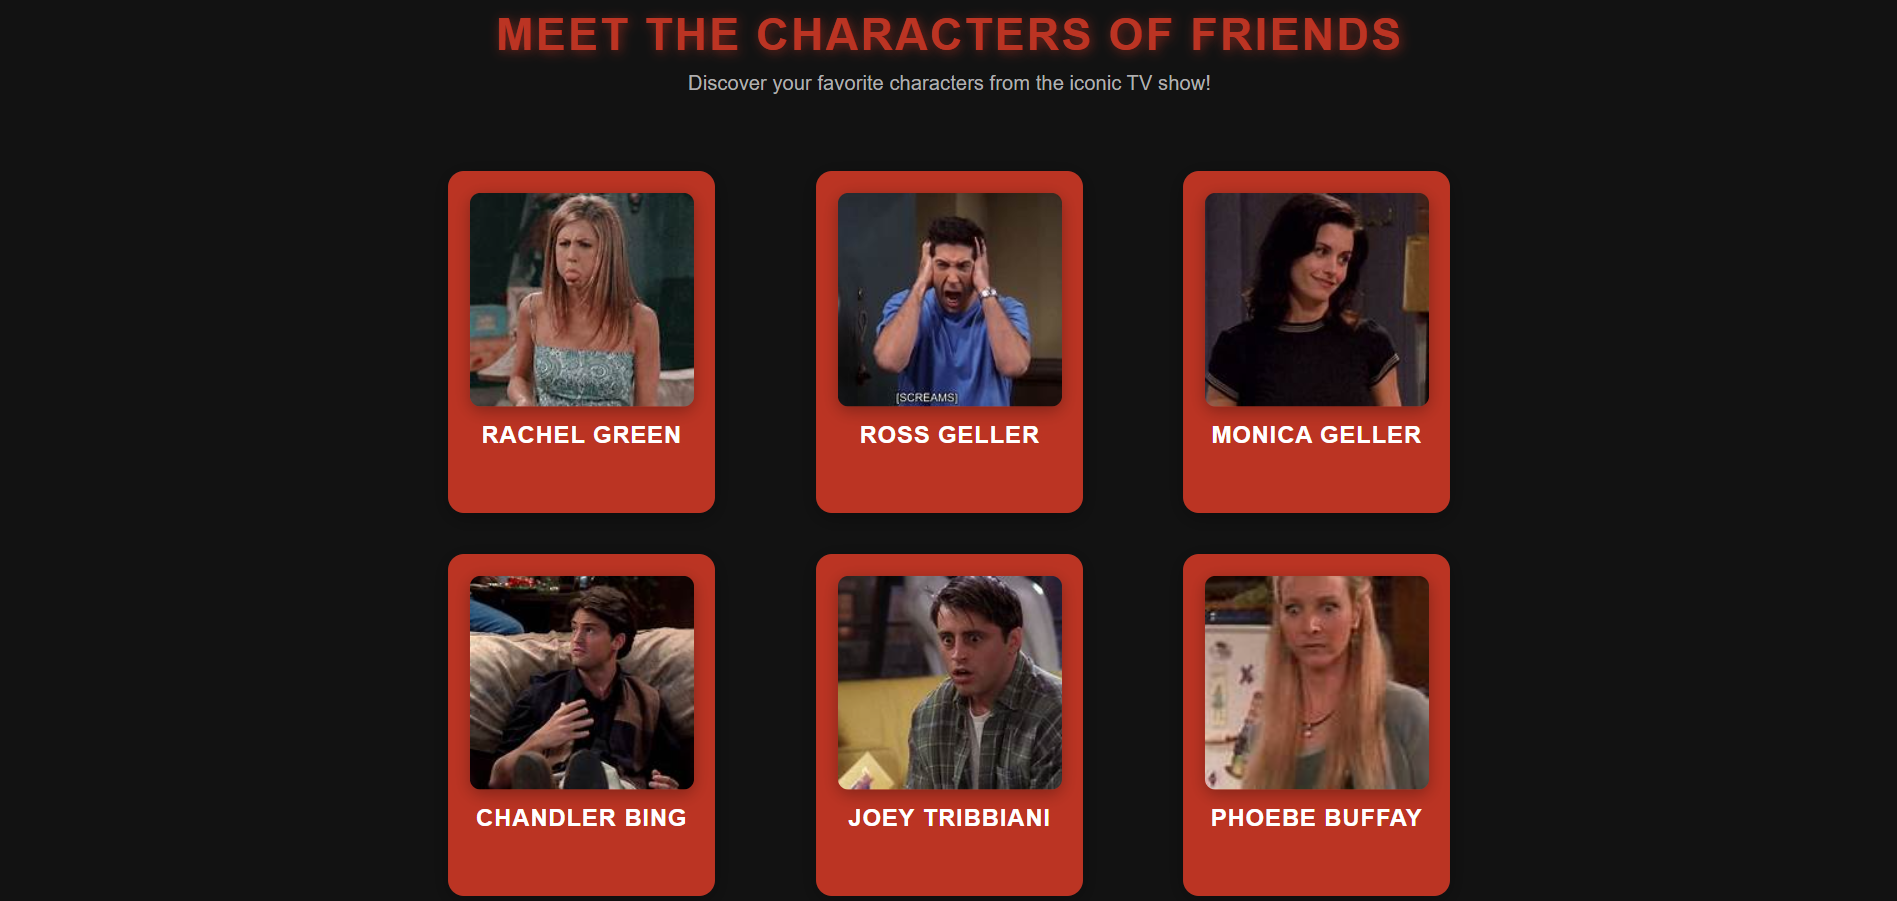 MEET THE CHARACTERS OF FRIENDS
Discover your favorite characters from the iconic TV show!
[SCREAMS]
RACHEL GREEN
ROSS GELLER
MONICA GELLER
CHANDLER BING
JOEY TRIBBIANI
PHOEBE BUFFAY